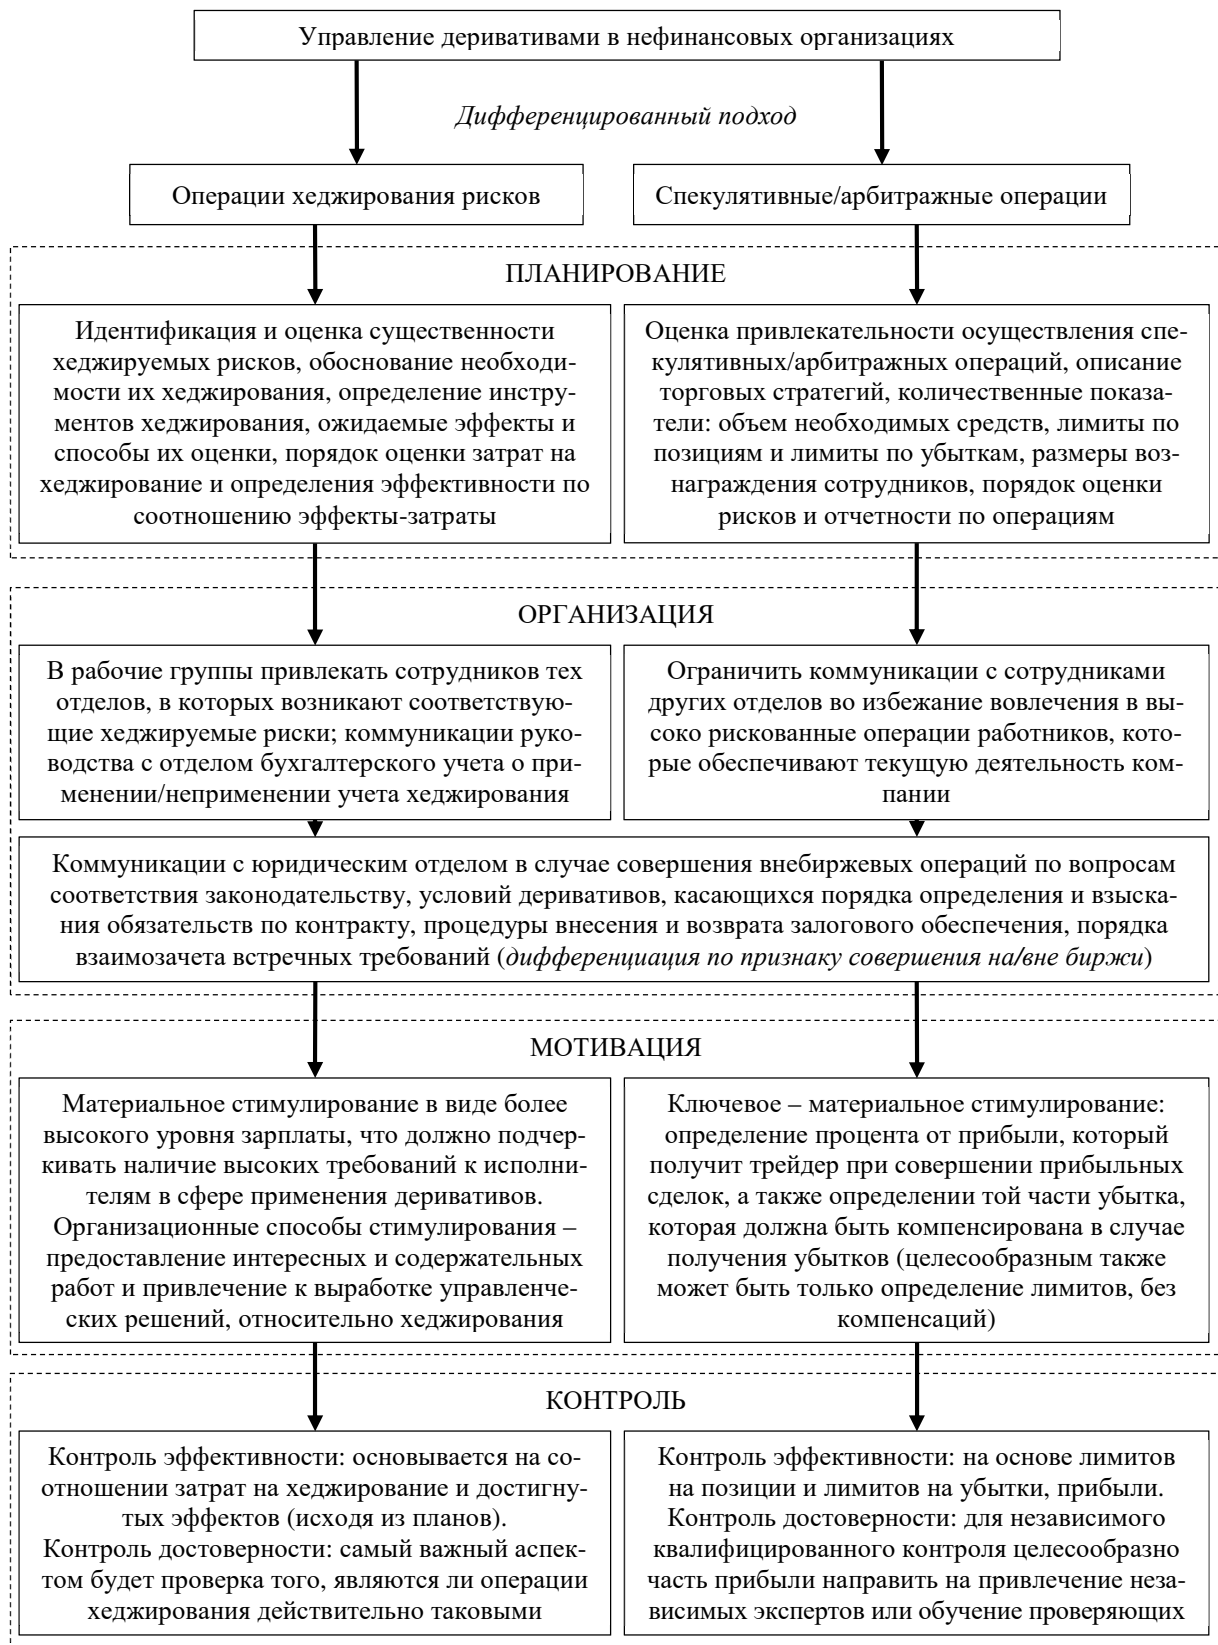 Управление деривативами в нефинансовых организациях
Дифференцированный подход
Операции хеджирования рисков
Спекулятивные/арбитражные операции
ПЛАНИРОВАНИЕ
Идентификация и оценка существенности
хеджируемых рисков, обоснование необходи-
мости их хеджирования, определение инстру-
ментов хеджирования, ожидаемые эффекты и
способы их оценки, порядок оценки затрат на
хеджирование и определения эффективности по
соотношению эффекты-затраты
Оценка привлекательности осуществления спе-
кулятивных/арбитражных операций, описание
торговых стратегий, количественные показа-
тели: объем необходимых средств, лимиты по
позициям и лимиты по убыткам, размеры воз-
награждения сотрудников, порядок оценки
рисков и отчетности по операциям
ОРГАНИЗАЦИЯ
В рабочие группы привлекать сотрудников тех
отделов, в которых возникают соответствую-
щие хеджируемые риски; коммуникации руко-
водства с отделом бухгалтерского учета о при-
менении/неприменении учета хеджирования
Ограничить коммуникации с сотрудниками
других отделов во избежание вовлечения в вы-
соко рискованные операции работников, кото-
рые обеспечивают текущую деятельность ком-
пании
Коммуникации с юридическим отделом в случае совершения внебиржевых операций по вопросам
соответствия законодательству, условий деривативов, касающихся порядка определения и взыска-
ния обязательств по контракту, процедуры внесения и возврата залогового обеспечения, порядка
взаимозачета встречных требований (дифференциация по признаку совершения на/вне биржи)
МОТИВАЦИЯ
Материальное стимулирование в виде более
высокого уровня зарплаты, что должно подчер-
кивать наличие высоких требований к исполни-
телям в сфере применения деривативов.
Организационные способы стимулирования –
предоставление интересных и содержательных
работ и привлечение к выработке управленче-
ских решений, относительно хеджирования
Ключевое – материальное стимулирование:
определение процента от прибыли, который
получит трейдер при совершении прибыльных
сделок, а также определении той части убытка,
которая должна быть компенсирована в случае
получения убытков (целесообразным также
может быть только определение лимитов, без
компенсаций)
КОНТРОЛЬ
Контроль эффективности: основывается на со-
отношении затрат на хеджирование и достигну-
тых эффектов (исходя из планов).
Контроль достоверности: самый важный аспек-
том будет проверка того, являются ли операции
хеджирования действительно таковыми
Контроль эффективности: на основе лимитов
на позиции и лимитов на убытки, прибыли.
Контроль достоверности: для независимого
квалифицированного контроля целесообразно
часть прибыли направить на привлечение неза-
висимых экспертов или обучение проверяющих